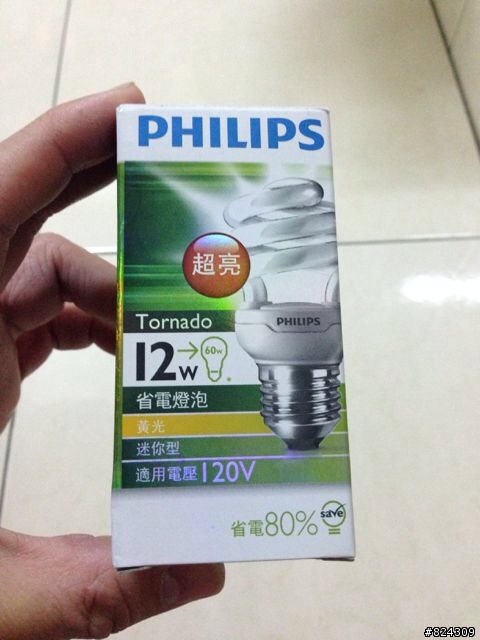 PHILIPS
超亮
PHILIPS
Tornado
12W→60w
省電燈泡
黃光
迷你型
適用電壓120V
省電80% save
#824309